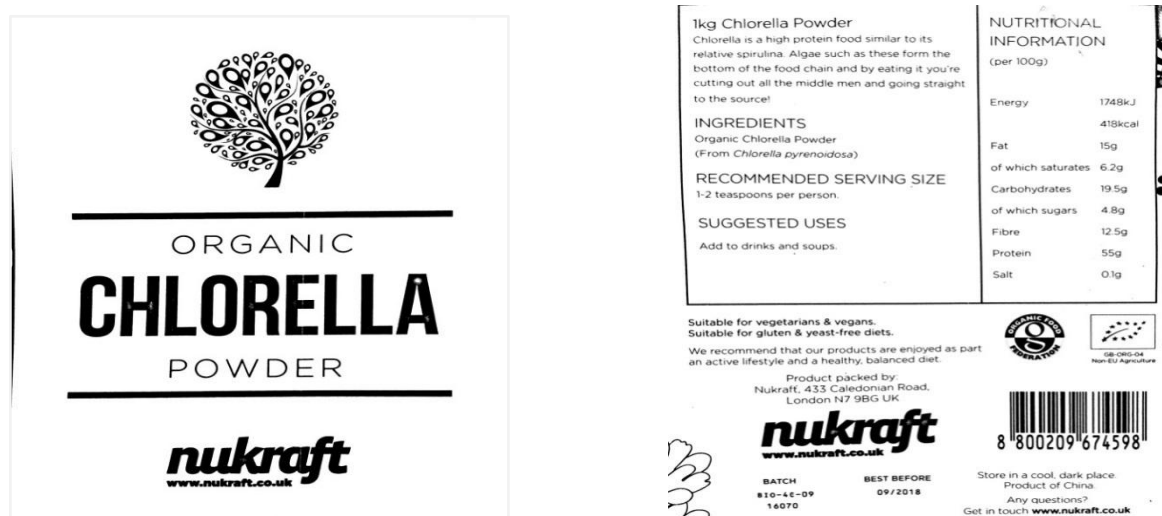 ORGANIC
CHLORELLA
POWDER
nukraft
www.nukraft.co.uk
1kg Chlorella Powder
Chlorella is a high protein food similar to its
relative spirulina. Algae such as these form the
bottom of the food chain and by eating it you're
cutting out all the middle men and going straight
to the source!
INGREDIENTS
Organic Chlorella Powder
(From Chlorella pyrenoidosa)
RECOMMENDED SERVING SIZE
1-2 teaspoons per person.
SUGGESTED USES
Add to drinks and soups.
NUTRITIONAL
INFORMATION
(per 100g)
Energy 1748kJ
418kcal
Fat 15g
of which saturates 6.2g
Carbohydrates 19.5g
of which sugars 4.8g
Fibre 12.5g
Protein 55g
Salt 0.1g
Suitable for vegetarians & vegans.
Suitable for gluten & yeast-free diets.
We recommend that our products are enjoyed as part
an active lifestyle and a healthy, balanced diet.
ORGANIC FOOD
FEDERATION
GB-ORG-04
Non-EU Agriculture
Product packed by:
Nukraft, 433 Caledonian Road,
London N7 9BG UK
nukraft
www.nukraft.co.uk
8 800209 674598
BATCH
BIO-4E-09
16070
BEST BEFORE
09/2018
Store in a cool, dark place.
Product of China
Any questions?
Get in touch www.nukraft.co.uk